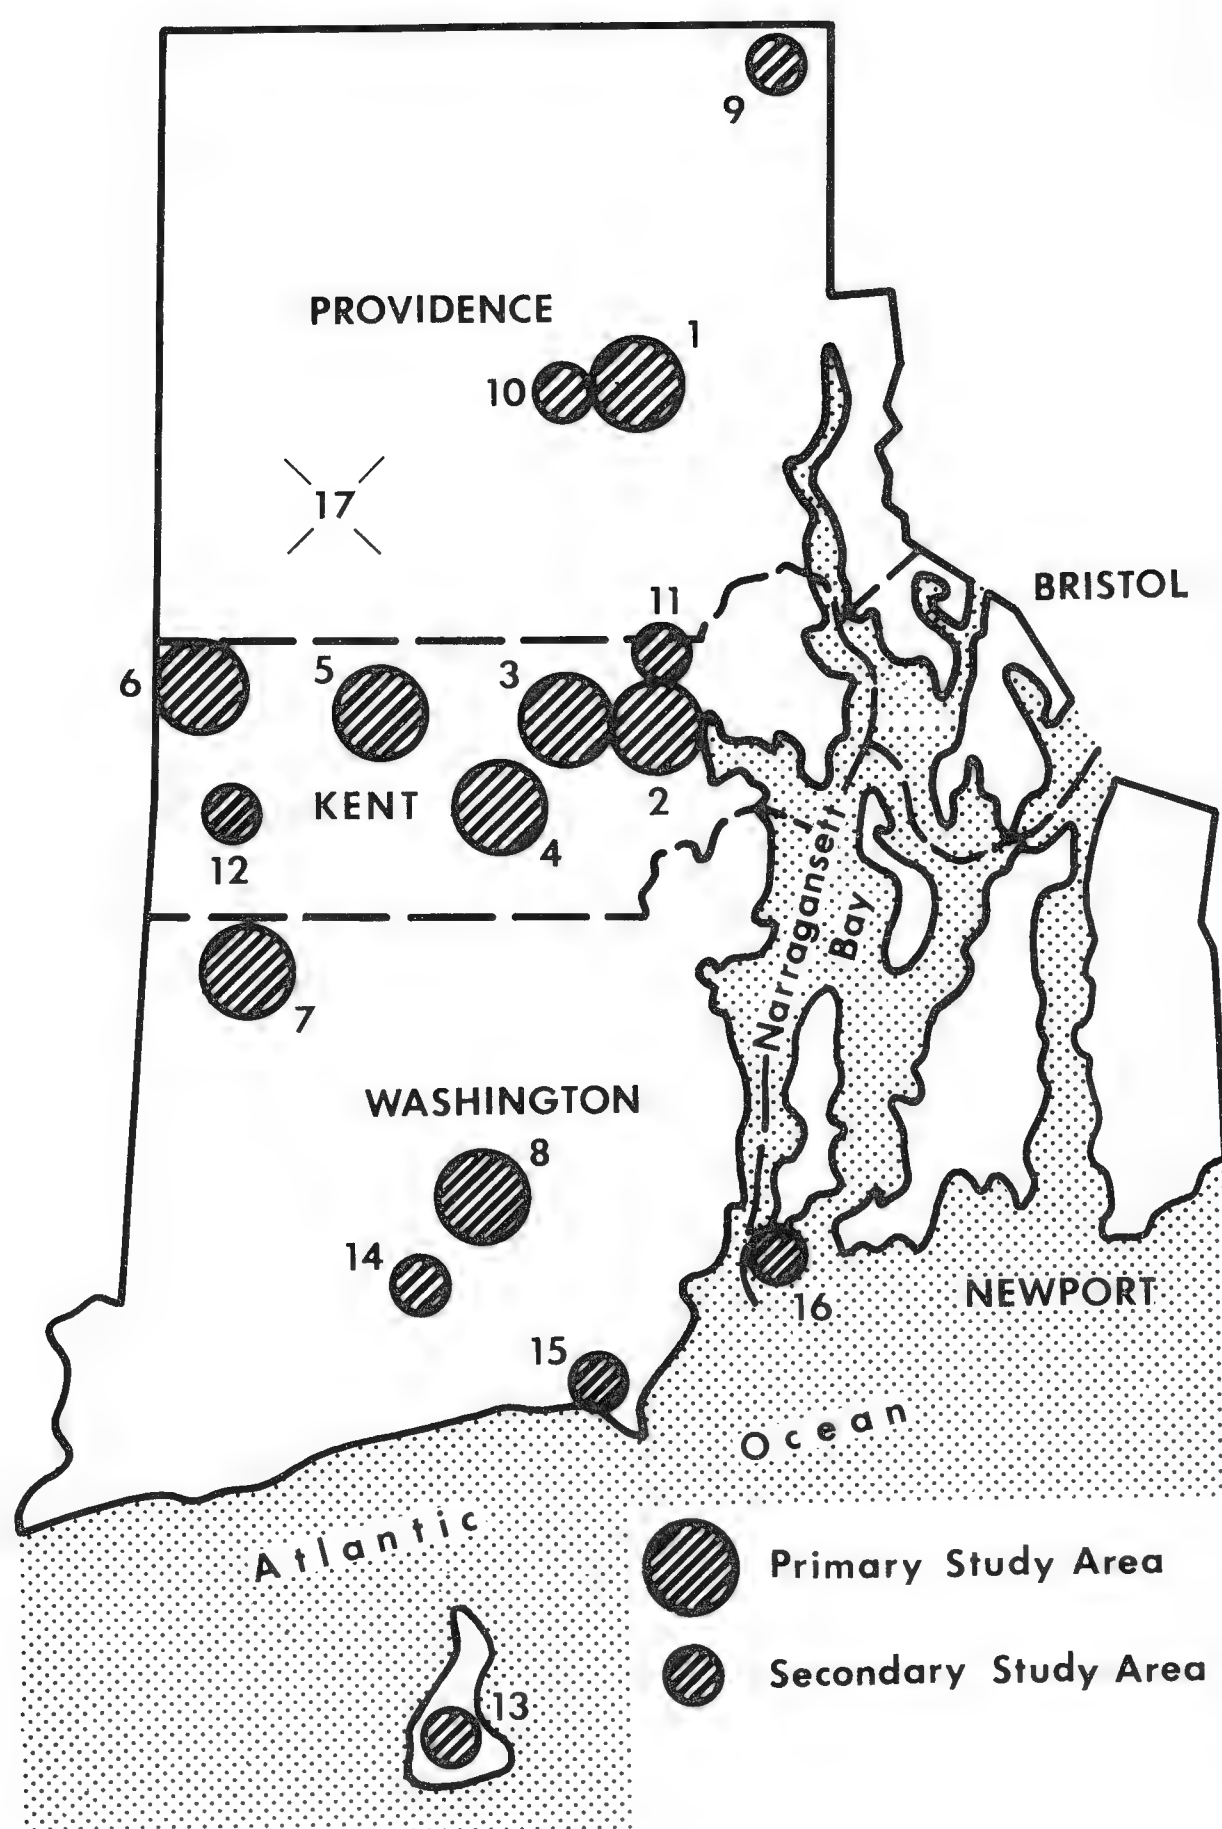 9
PROVIDENCE
1
10
17
BRISTOL
11
6
5
3
KENT
2
4
12
Narragansett
Bay
7
WASHINGTON
8
14
NEWPORT
16
15
Ocean
Atlantic
Primary Study Area
Secondary Study Area
13